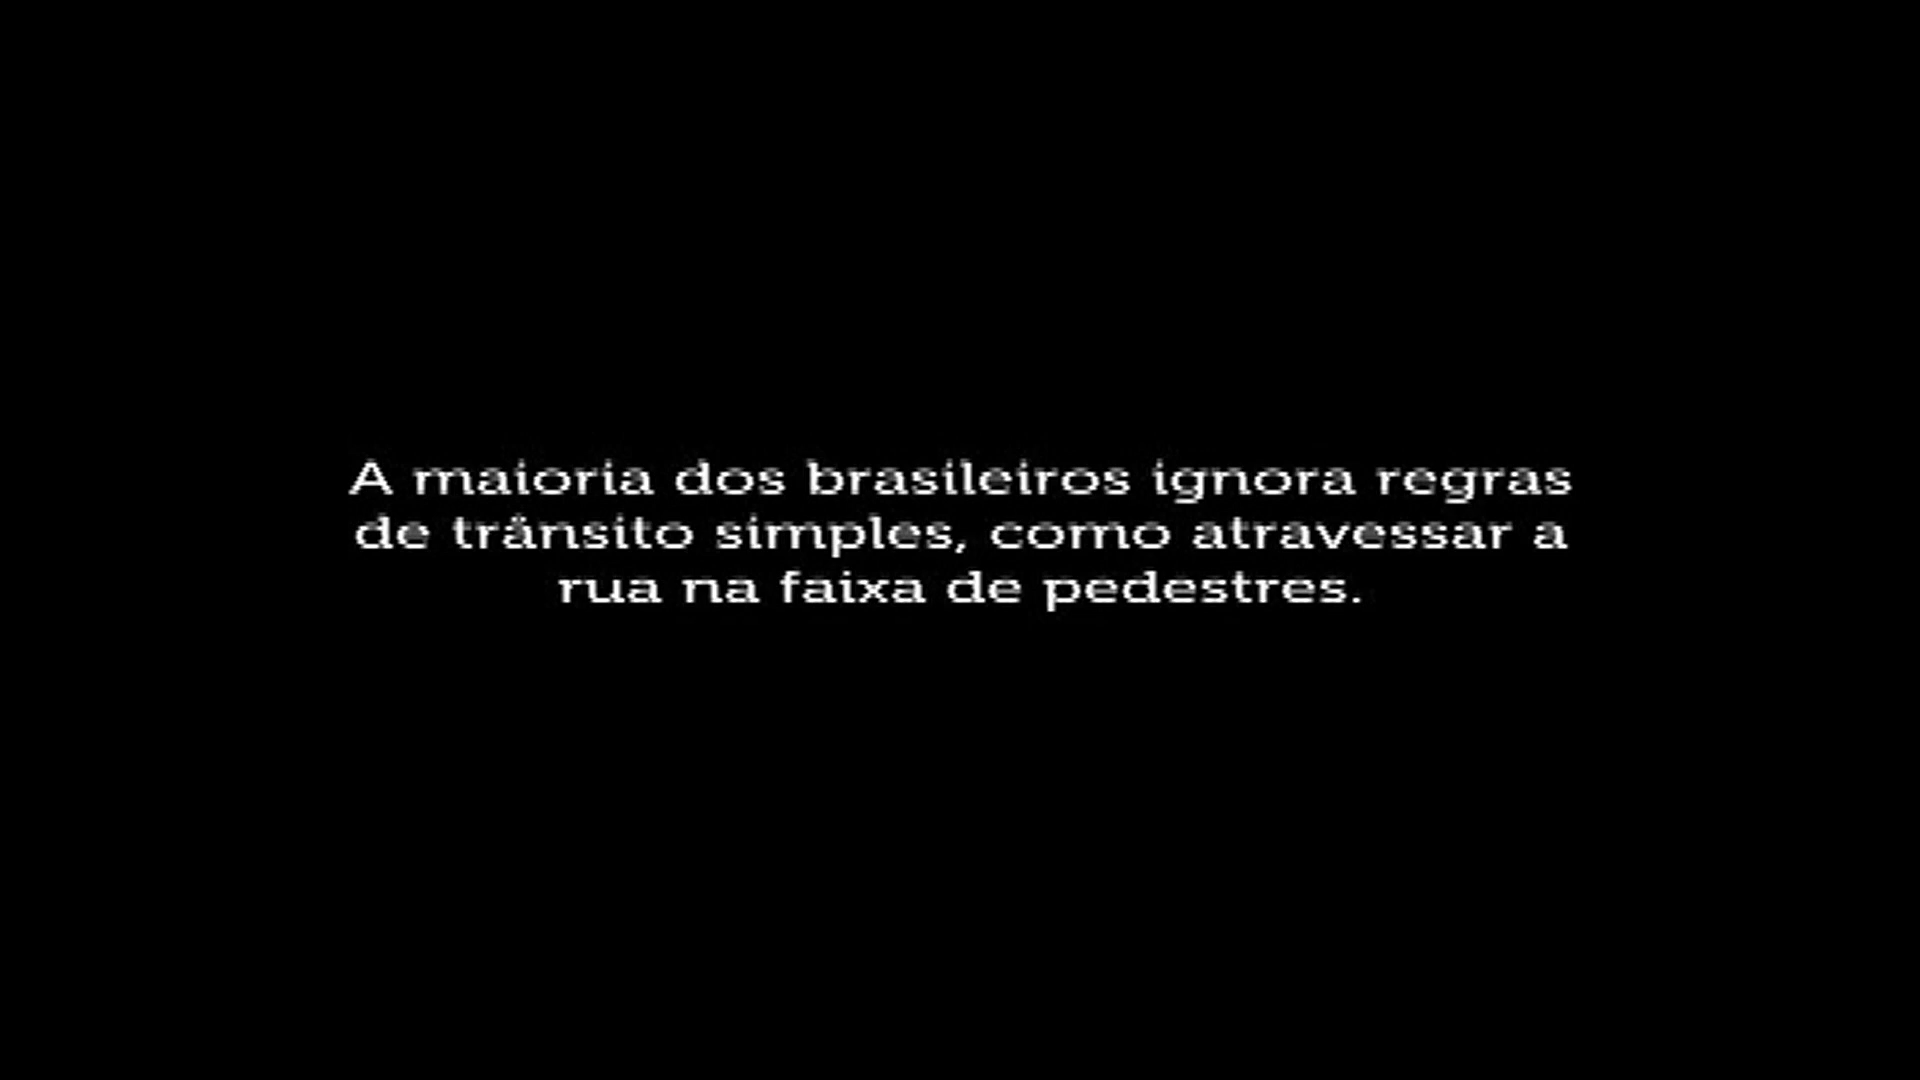 A maioria dos brasileiros ignora regras
de trânsito simples, como atravessar a
rua na faixa de pedestres.